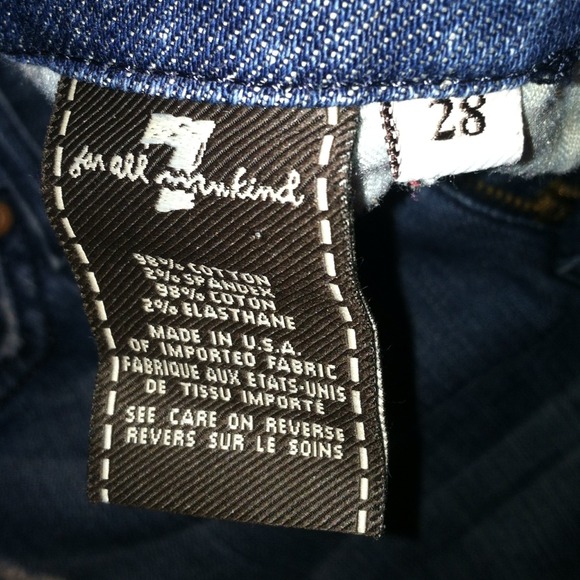 7
for all mankind
28
98% COTTON
2% SPANDEX
98% COTON
2% ELASTHANE
MADE IN U.S.A.
OF IMPORTED FABRIC
FABRIQUE AUX ETATS-UNIS
DE TISSU IMPORTÉ
SEE CARE ON REVERSE
REVERS SUR LE SOINS